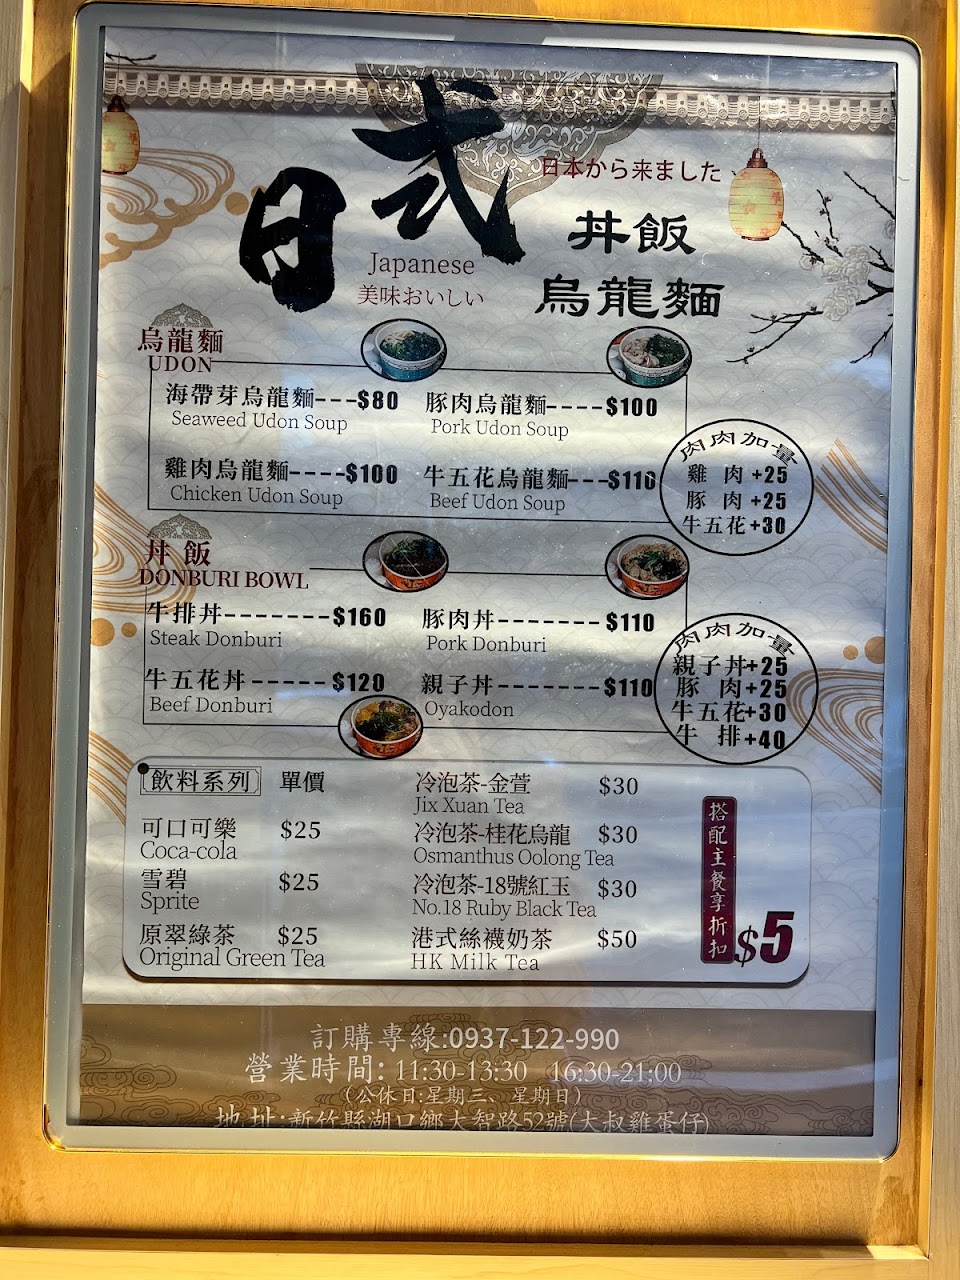 日式
日本から来ました
丼飯
烏龍麵
Japanese
美味おいしい
烏龍麵
UDON
海帶芽烏龍麵---$80
Seaweed Udon Soup
豚肉烏龍麵----$100
Pork Udon Soup
雞肉烏龍麵----$100
Chicken Udon Soup
牛五花烏龍麵---$110
Beef Udon Soup
肉肉加量
雞 肉+25
豚 肉+25
牛五花+30
丼飯
DONBURI BOWL
牛排丼-------$160
Steak Donburi
豚肉丼-------$110
Pork Donburi
牛五花丼-----$120
Beef Donburi
親子丼-------$110
Oyakodon
肉肉加量
親子丼+25
豚 肉+25
牛五花+30
牛 排+40
飲料系列 單價
可口可樂 $25
Coca-cola
雪碧 $25
Sprite
原翠綠茶 $25
Original Green Tea
冷泡茶-金萱 $30
Jix Xuan Tea
冷泡茶-桂花烏龍 $30
Osmanthus Oolong Tea
冷泡茶-18號紅玉 $30
No.18 Ruby Black Tea
港式絲襪奶茶 $50
HK Milk Tea
搭配主餐享折扣
$5
訂購專線:0937-122-990
營業時間: 11:30-13:30 16:30-21:00
(公休日:星期三、星期日)
地址:新竹縣湖口鄉大智路52號(大叔雞蛋仔)